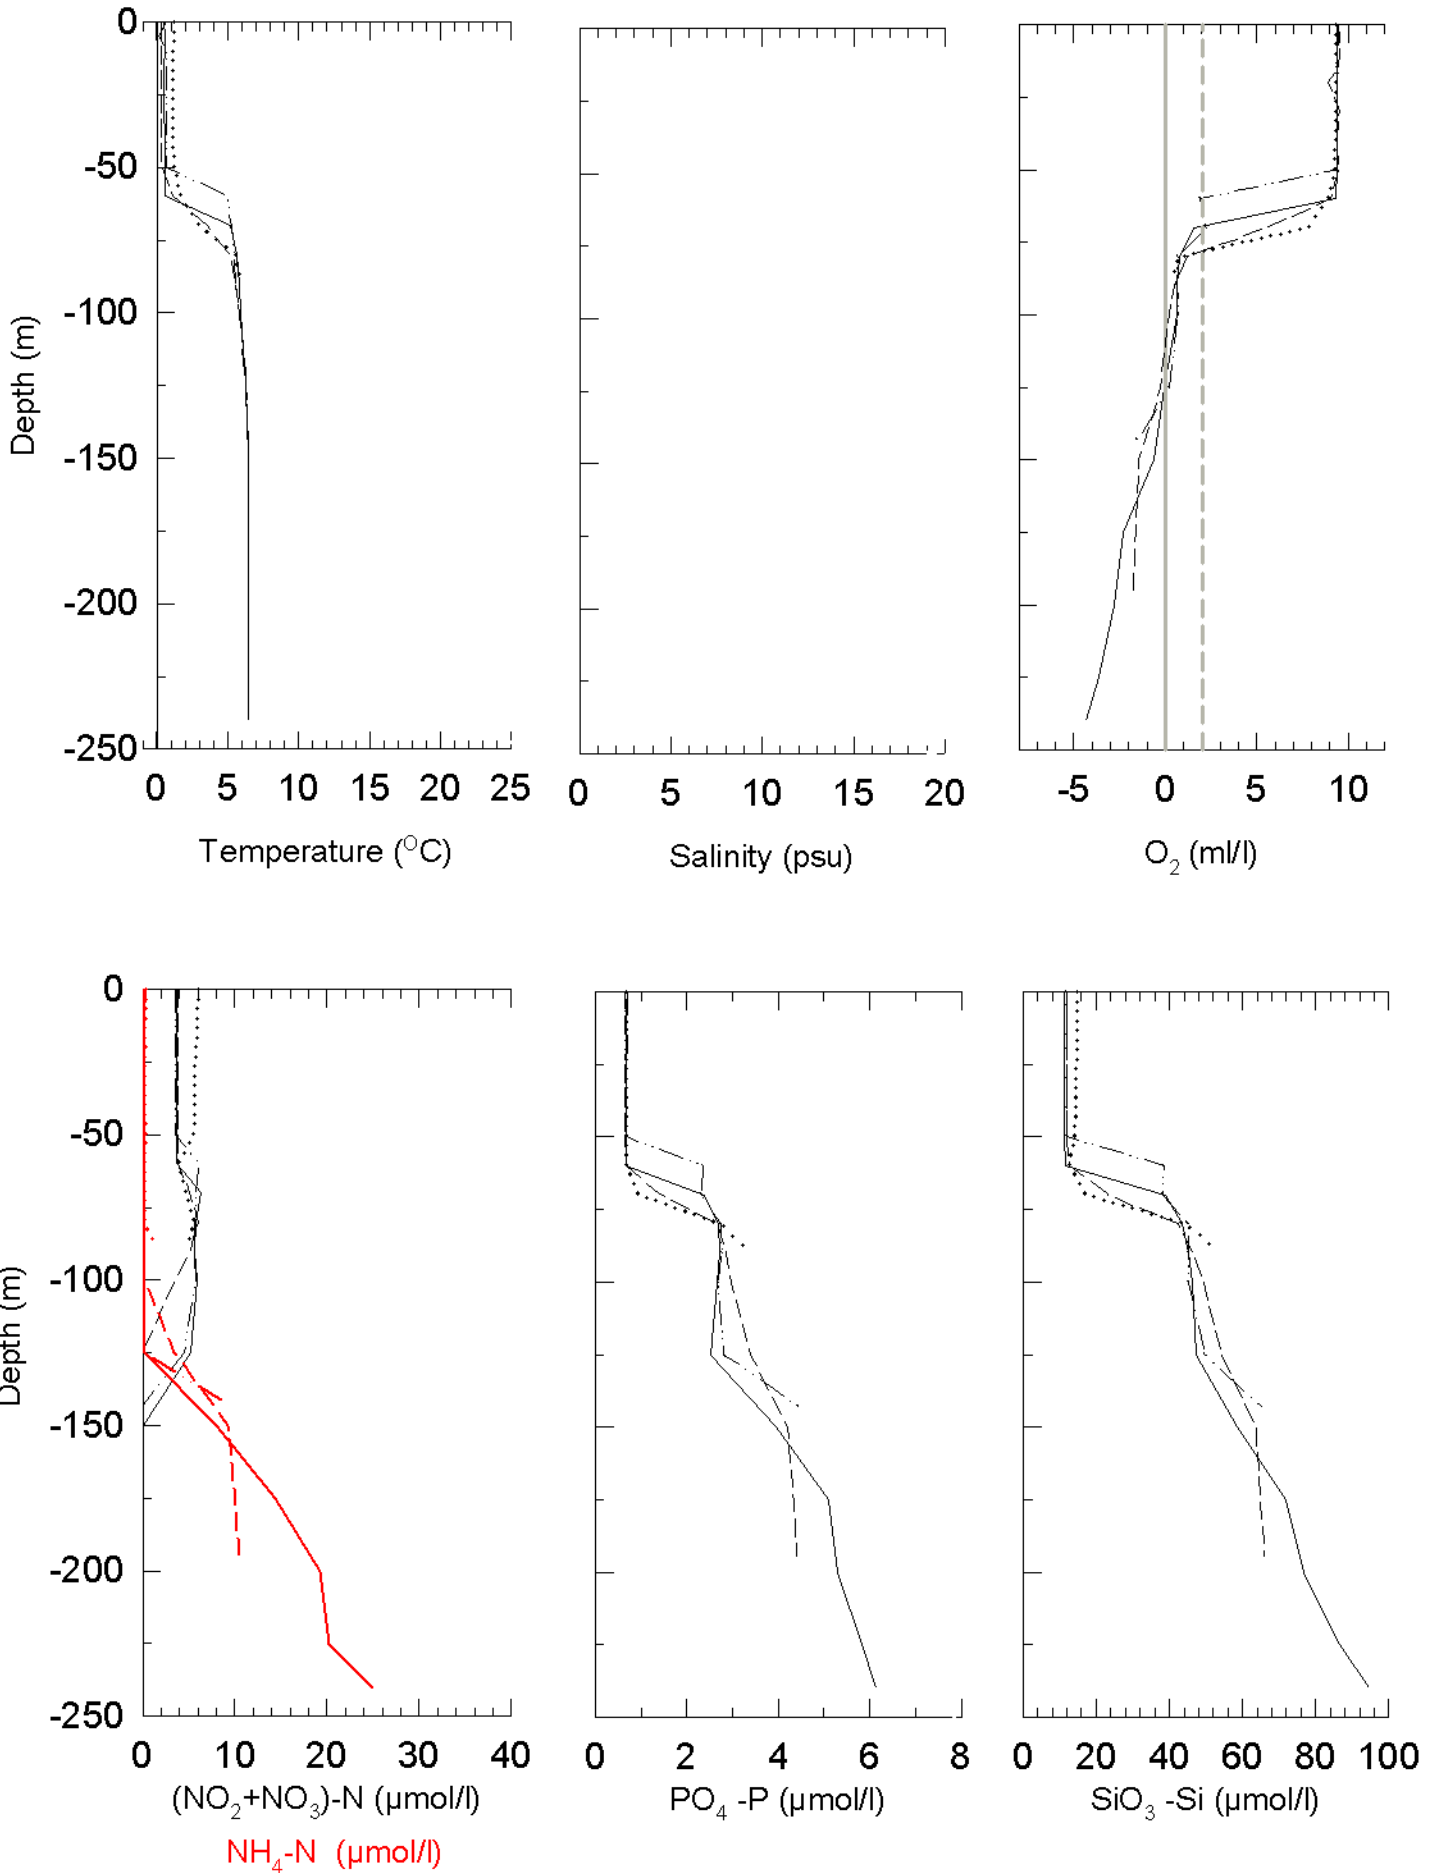 0
-50
-100
-150
-200
-250
Depth (m)
0 5 10 15 20 25
Temperature (°C)
0 5 10 15 20
Salinity (psu)
-5 0 5 10
O₂ (ml/l)
0
-50
-100
-150
-200
-250
Depth (m)
0 10 20 30 40
(NO₂+NO₃)-N (µmol/l)
NH₄-N (µmol/l)
0 2 4 6 8
PO₄ -P (µmol/l)
0 20 40 60 80 100
SiO₃ -Si (µmol/l)